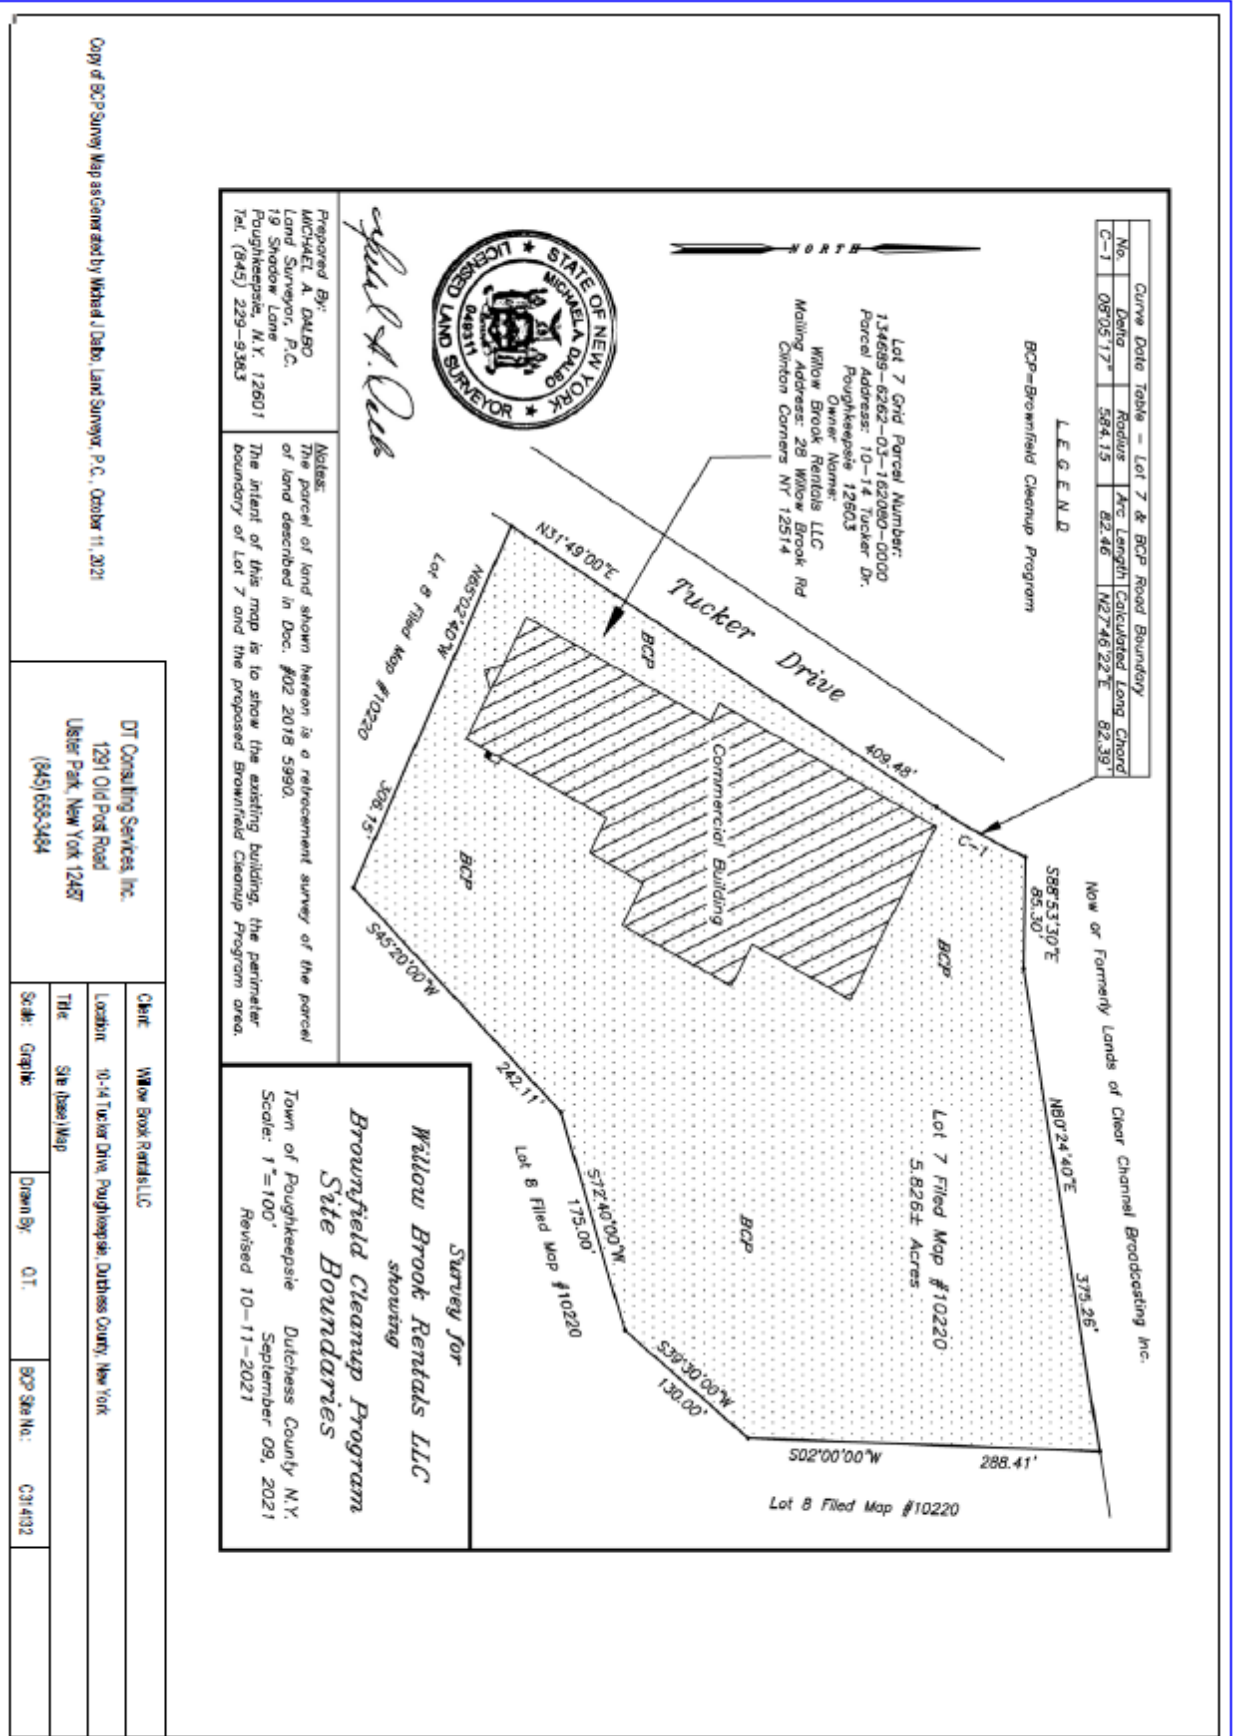 Curve Data Table - Lot 7 & BCP Road Boundary
No. Delta Radius Arc Length Calculated Long Chord
C-1 08°05'17" 584.15 82.46 N27°46'22"E 82.39'
L E G E N D
BCP=Brownfield Cleanup Program
NORTH
Lot 7 Grid Parcel Number:
134689-6262-03-162080-0000
Parcel Address: 10-14 Tucker Dr.
Poughkeepsie 12603
Owner Name:
Willow Brook Rentals LLC
Mailing Address: 28 Willow Brook Rd
Clinton Corners NY 12514
Now or Formerly Lands of Clear Channel Broadcasting Inc.
S88°53'30"E
85.30'
N80°24'40"E
375.26'
C-1
409.48'
Tucker Drive
N31°49'00"E
BCP
BCP
Commercial Building
Lot 7 Filed Map #10220
5.826± Acres
BCP
BCP
N65°02'40"W
306.15'
Lot 8 Filed Map #10220
S45°20'00"W
242.11'
S72°40'00"W
175.00'
Lot 8 Filed Map #10220
S39°30'00"W
130.00'
S02°00'00"W
288.41'
Lot 8 Filed Map #10220
STATE OF NEW YORK
MICHAEL A. DALBO
049311
LICENSED LAND SURVEYOR
Prepared By:
MICHAEL A. DALBO
Land Surveyor, P.C.
19 Shadow Lane
Poughkeepsie, N.Y. 12601
Tel. (845) 229-9383
Notes:
The parcel of land shown hereon is a retracement survey of the parcel
of land described in Doc. #02 2018 5990.
The intent of this map is to show the existing building, the perimeter
boundary of Lot 7 and the proposed Brownfield Cleanup Program area.
Survey for
Willow Brook Rentals LLC
showing
Brownfield Cleanup Program
Site Boundaries
Town of Poughkeepsie Dutchess County N.Y.
Scale: 1"=100' September 09, 2021
Revised 10-11-2021
Copy of BCP Survey Map as Generated by Michael J Dalbo, Land Surveyor, P.C., October 11, 2021
DT Consulting Services, Inc.
1291 Old Post Road
Ulster Park, New York 12487
(845) 658-3484
Client: Willow Brook Rentals LLC
Location: 10-14 Tucker Drive, Poughkeepsie, Dutchess County, New York
Title: Site (base) Map
Scale: Graphic Drawn By: BCP Site No.: C314132